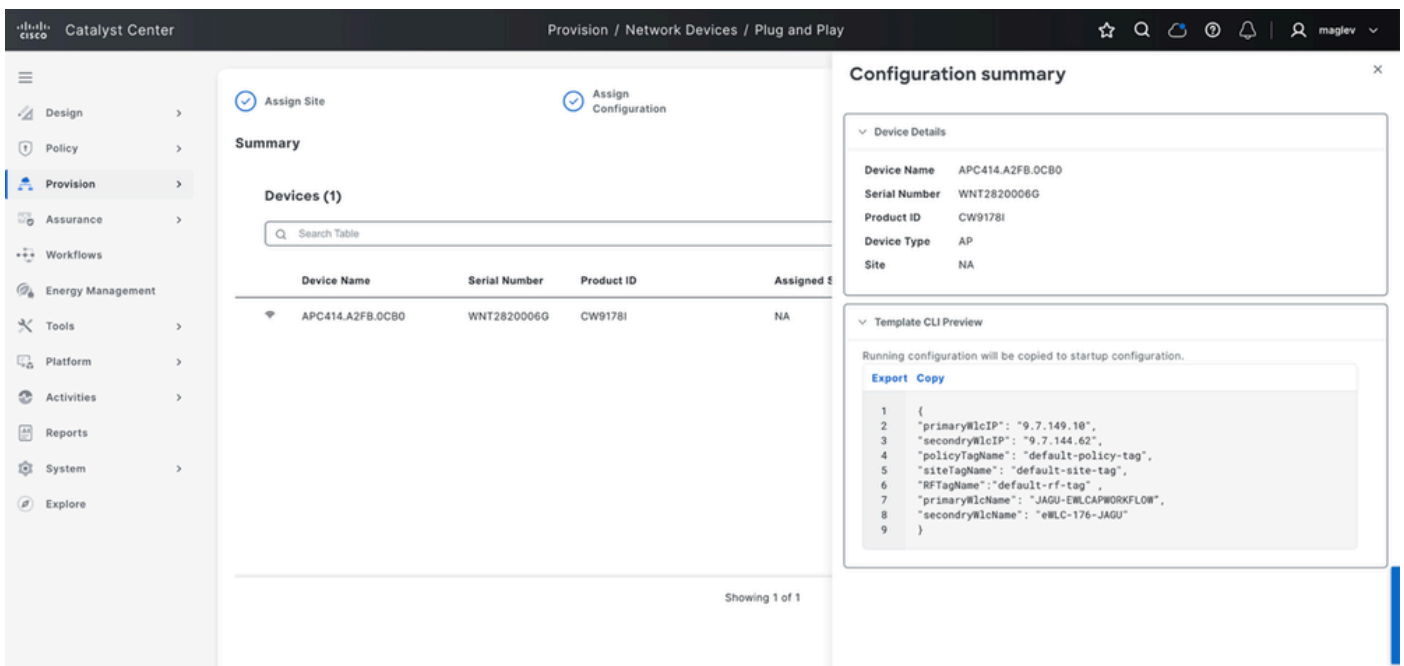 cisco Catalyst Center
Provision / Network Devices / Plug and Play
maglev
Design
Policy
Provision
Assurance
Workflows
Energy Management
Tools
Platform
Activities
Reports
System
Explore
Assign Site
Assign
Configuration
Summary
Devices (1)
Search Table
Device Name Serial Number Product ID Assigned S
APC414.A2FB.0CB0 WNT2820006G CW9178I NA
Showing 1 of 1
Configuration summary
Device Details
Device Name APC414.A2FB.0CB0
Serial Number WNT2820006G
Product ID CW9178I
Device Type AP
Site NA
Template CLI Preview
Running configuration will be copied to startup configuration.
Export Copy
1 {
2 "primaryWlcIP": "9.7.149.10",
3 "secondryWlcIP": "9.7.144.62",
4 "policyTagName": "default-policy-tag",
5 "siteTagName": "default-site-tag",
6 "RFTagName":"default-rf-tag" ,
7 "primaryWlcName": "JAGU-EWLCAPWORKFLOW",
8 "secondryWlcName": "eWLC-176-JAGU"
9 }